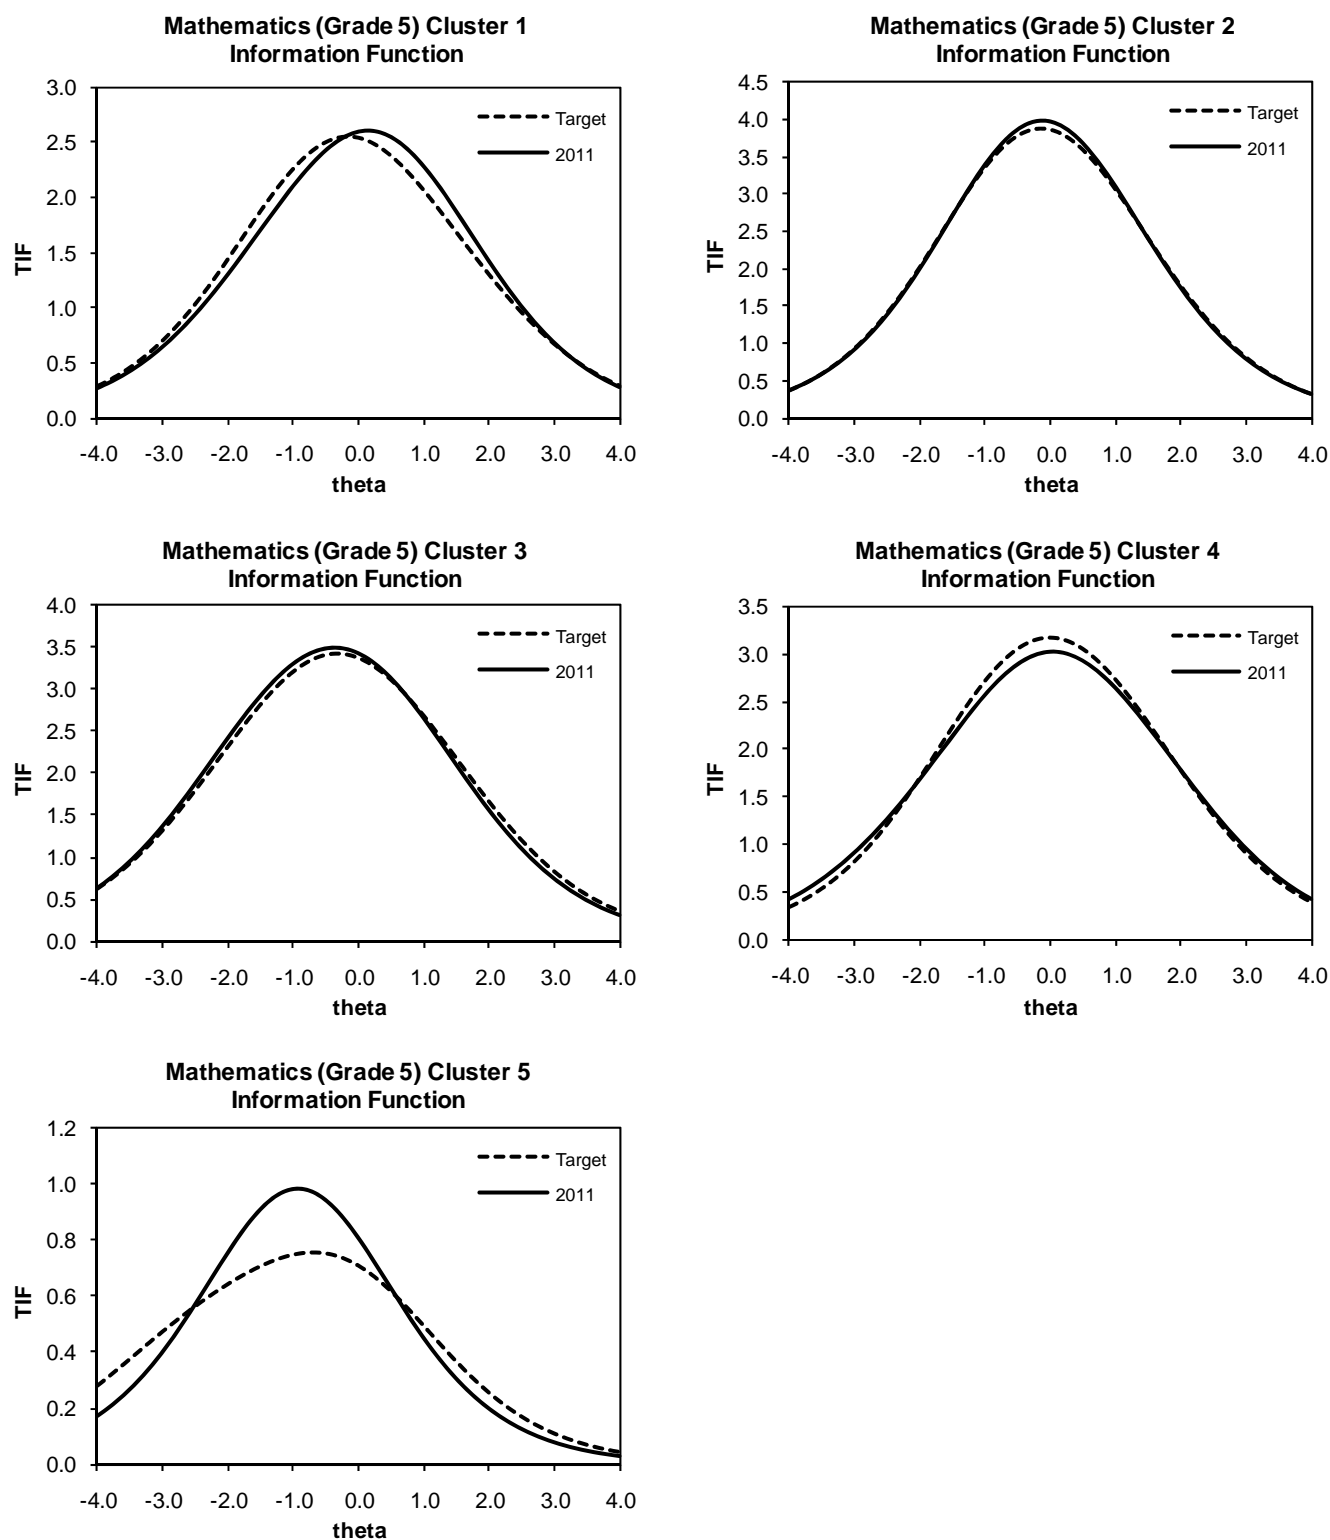 Mathematics (Grade 5) Cluster 1
Information Function
3.0
2.5
2.0
1.5
1.0
0.5
0.0
TIF
Target
2011
-4.0 -3.0 -2.0 -1.0 0.0 1.0 2.0 3.0 4.0
theta
Mathematics (Grade 5) Cluster 2
Information Function
4.5
4.0
3.5
3.0
2.5
2.0
1.5
1.0
0.5
0.0
TIF
Target
2011
-4.0 -3.0 -2.0 -1.0 0.0 1.0 2.0 3.0 4.0
theta
Mathematics (Grade 5) Cluster 3
Information Function
4.0
3.5
3.0
2.5
2.0
1.5
1.0
0.5
0.0
TIF
Target
2011
-4.0 -3.0 -2.0 -1.0 0.0 1.0 2.0 3.0 4.0
theta
Mathematics (Grade 5) Cluster 4
Information Function
3.5
3.0
2.5
2.0
1.5
1.0
0.5
0.0
TIF
Target
2011
-4.0 -3.0 -2.0 -1.0 0.0 1.0 2.0 3.0 4.0
theta
Mathematics (Grade 5) Cluster 5
Information Function
1.2
1.0
0.8
0.6
0.4
0.2
0.0
TIF
Target
2011
-4.0 -3.0 -2.0 -1.0 0.0 1.0 2.0 3.0 4.0
theta